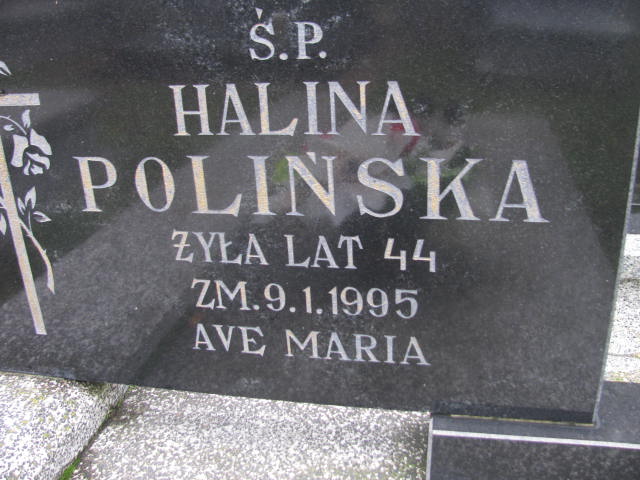 Ś.P.
HALINA
POLIŃSKA
ŻYŁA LAT 44
ZM. 9.1.1995
AVE MARIA